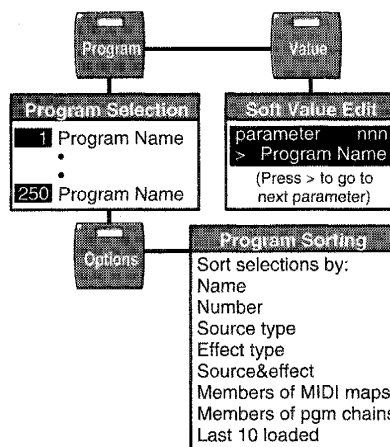 Program
Value
Program Selection
1 Program Name
250 Program Name
Soft Value Edit
parameter nnn
> Program Name
(Press > to go to
next parameter)
Options
Program Sorting
Sort selections by:
Name
Number
Source type
Effect type
Source&effect
Members of MIDI maps
Members of pgm chains
Last 10 loaded